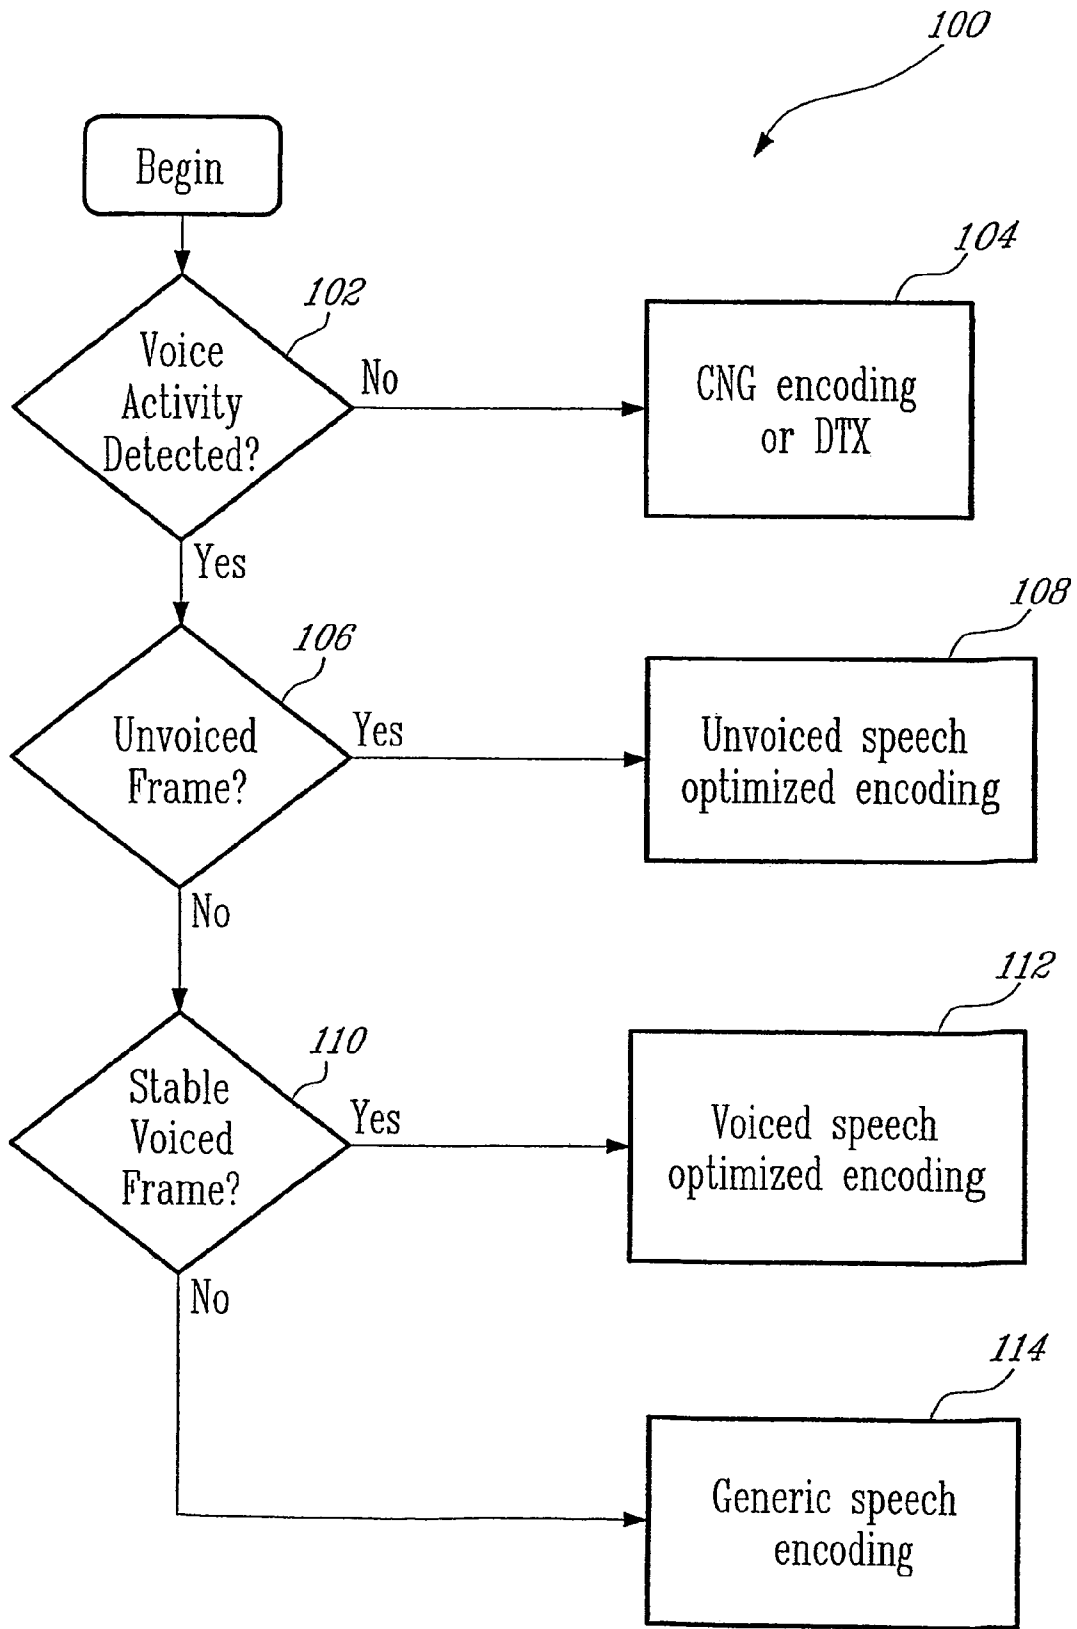 100
Begin
104
102
Voice
Activity
Detected?
No
CNG encoding
or DTX
Yes
108
106
Unvoiced
Frame?
Yes
Unvoiced speech
optimized encoding
No
112
110
Stable
Voiced
Frame?
Yes
Voiced speech
optimized encoding
No
114
Generic speech
encoding